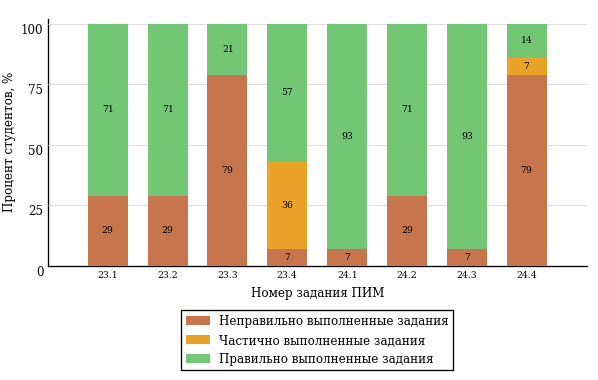 100
75
50
25
0
Процент студентов, %
71 71 21 57 93 71 93 14
7
29 29 79 36 7 29 7 79
7
23.1 23.2 23.3 23.4 24.1 24.2 24.3 24.4
Номер задания ПИМ
Неправильно выполненные задания
Частично выполненные задания
Правильно выполненные задания